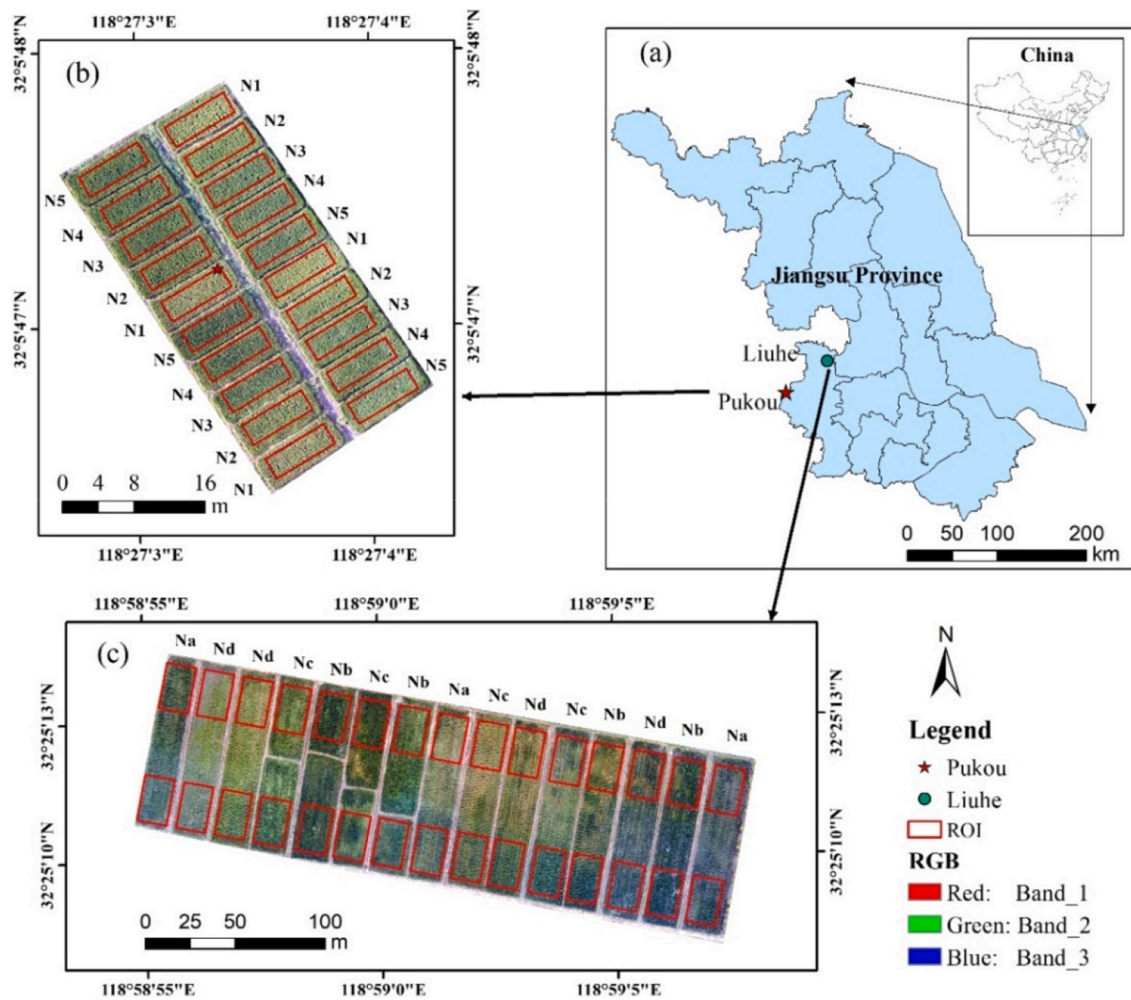 118°27'3"E
118°27'4"E
32°5'48"N
32°5'48"N
(b)
N1
N2
N3
N4
N5
N1
N2
N3
N4
N5
N5
N4
N3
N2
N1
N5
N4
N3
N2
N1
32°5'47"N
32°5'47"N
0 4 8 16
m
118°27'3"E
118°27'4"E
(a)
China
Jiangsu Province
Liuhe
Pukou
0 50 100 200
km
118°58'55"E
118°59'0"E
118°59'5"E
(c)
Na
Nd
Nd
Nc
Nb
Nc
Nb
Na
Nc
Nd
Nc
Nb
Nd
Nb
Na
32°25'13"N
32°25'13"N
32°25'10"N
32°25'10"N
0 25 50 100
m
118°58'55"E
118°59'0"E
118°59'5"E
N
Legend
Pukou
Liuhe
ROI
RGB
Red: Band_1
Green: Band_2
Blue: Band_3